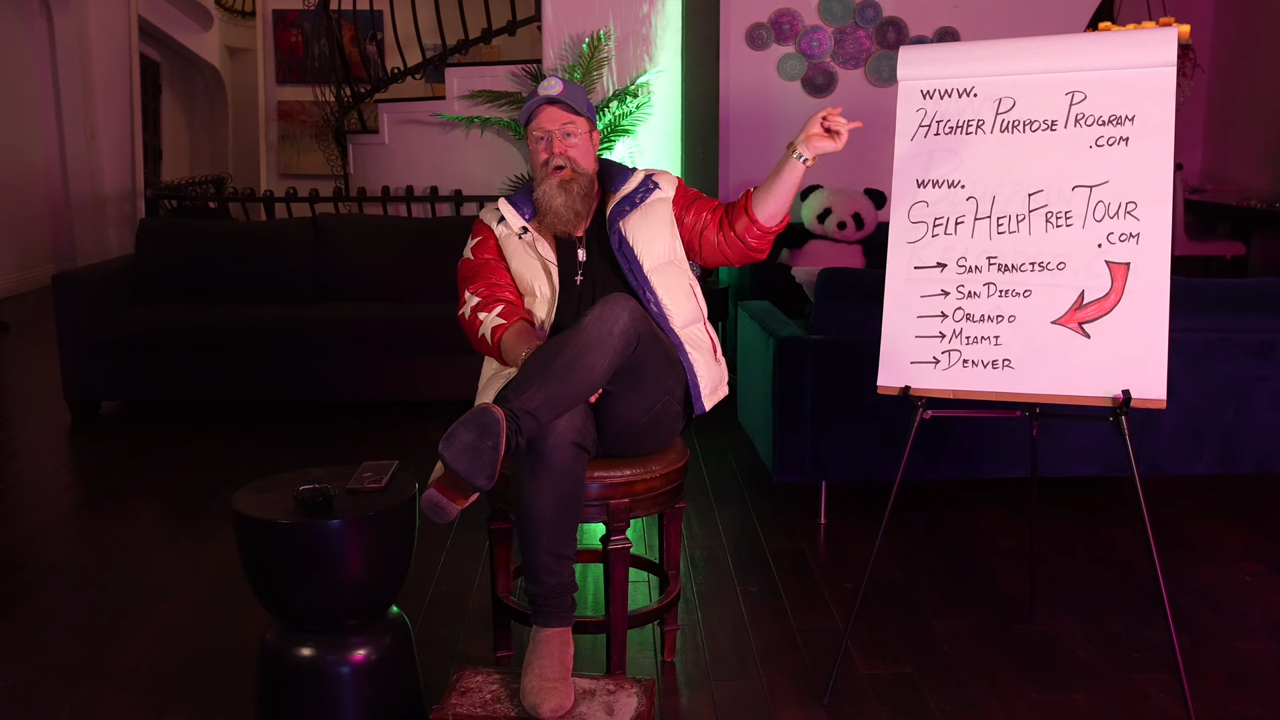 www.
HigherPurposeProgram
.com
www.
SelfHelpFreeTour
.com
→ San Francisco
→ San Diego
→ Orlando
→ Miami
→ Denver